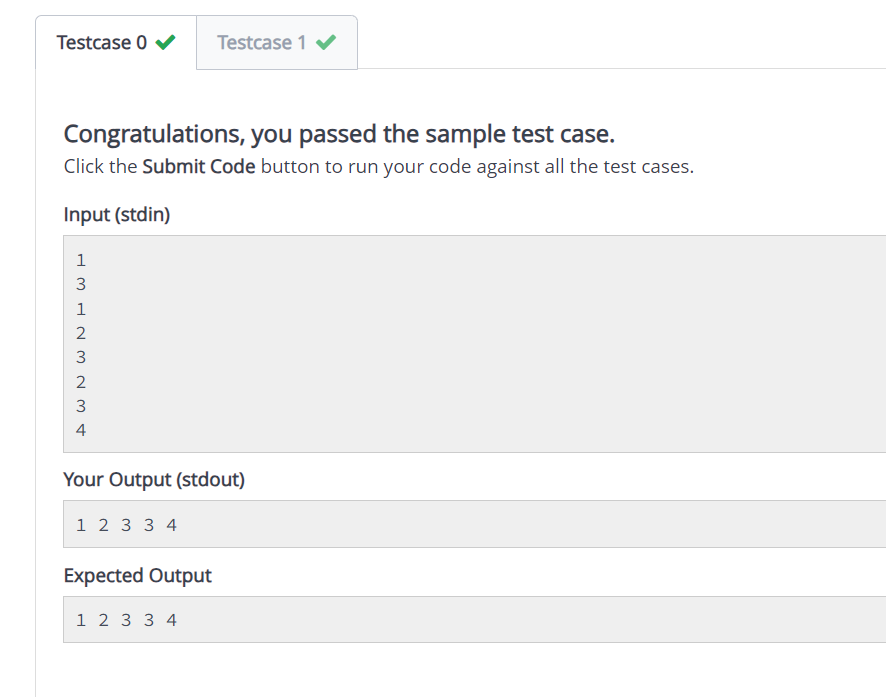 Testcase 0 Testcase 1
Congratulations, you passed the sample test case.
Click the Submit Code button to run your code against all the test cases.
Input (stdin)
1
3
1
2
3
2
3
4
Your Output (stdout)
1 2 3 3 4
Expected Output
1 2 3 3 4